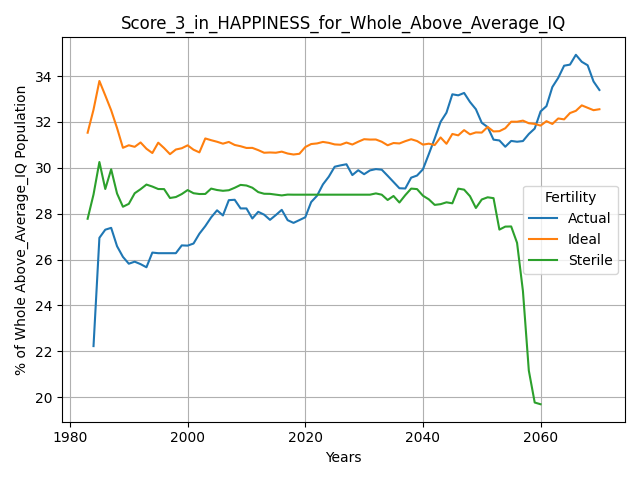 Score_3_in_HAPPINESS_for_Whole_Above_Average_IQ
% of Whole Above_Average_IQ Population
34
32
30
28
26
24
22
20
Fertility
Actual
Ideal
Sterile
1980
2000
2020
2040
2060
Years